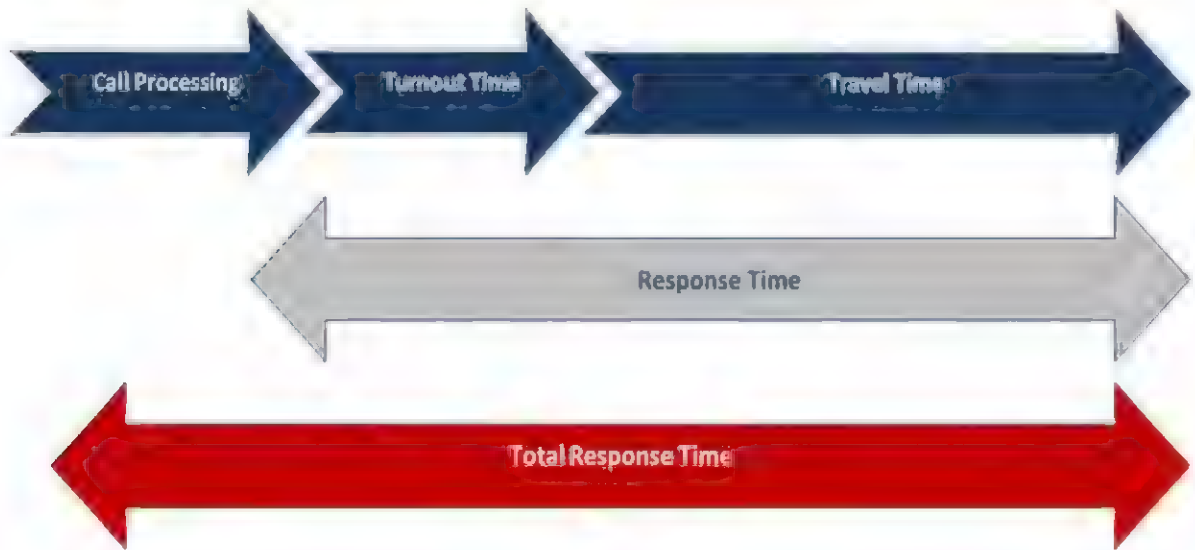 Call Processing
Turnout Time
Travel Time
Response Time
Total Response Time